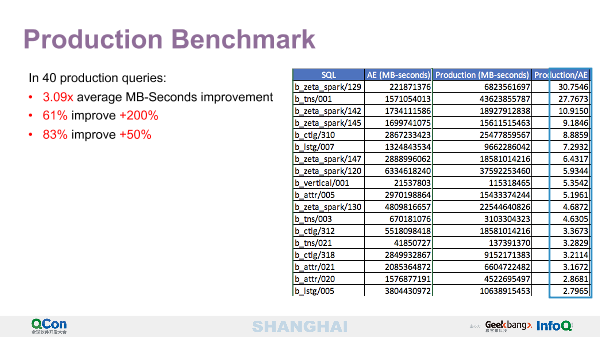 Production Benchmark
In 40 production queries:
• 3.09x average MB-Seconds improvement
• 61% improve +200%
• 83% improve +50%
SQL AE (MB-seconds) Production (MB-seconds) Production/AE
b_zeta_spark/129 221871376 6823561697 30.7546
b_tns/001 1571054013 43623855787 27.7673
b_zeta_spark/142 1734111586 18927912838 10.9150
b_zeta_spark/145 1699741075 15611515463 9.1846
b_ctlg/310 2867233423 25477859567 8.8859
b_lstg/007 1324843534 9662286042 7.2932
b_zeta_spark/147 2888996062 18581014216 6.4317
b_zeta_spark/120 6334618240 37592253460 5.9344
b_vertical/001 21537803 115318465 5.3542
b_attr/005 2970198864 15433374244 5.1961
b_zeta_spark/130 4809816657 22544640826 4.6872
b_tns/003 670181076 3103304323 4.6305
b_ctlg/312 5518098418 18581014216 3.3673
b_tns/021 41850727 137391370 3.2829
b_ctlg/318 2849932867 9152171383 3.2114
b_attr/021 2085364872 6604722482 3.1672
b_attr/020 1576877191 4522695497 2.8681
b_lstg/005 3804430972 10638915453 2.7965
QCon
SHANGHAI
Geekbang
InfoQ